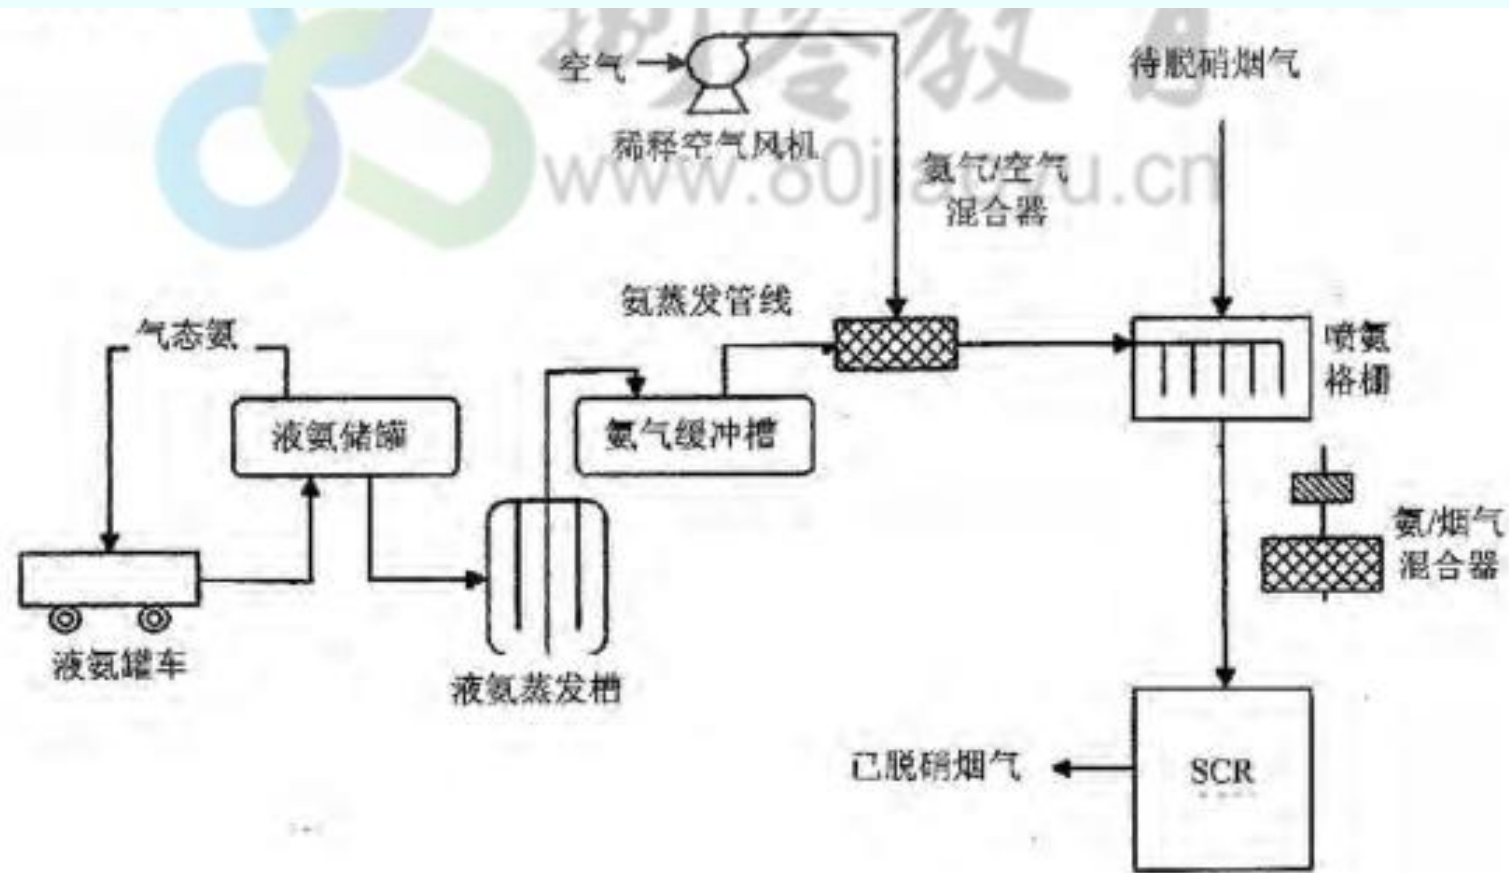 空气
待脱硝烟气
稀释空气风机
www.80jiaoyu.cn
氨气/空气
混合器
氨蒸发管线
气态氨
喷氨
格栅
液氨储罐
氨气缓冲槽
氨/烟气
混合器
液氨罐车
液氨蒸发槽
已脱硝烟气
SCR